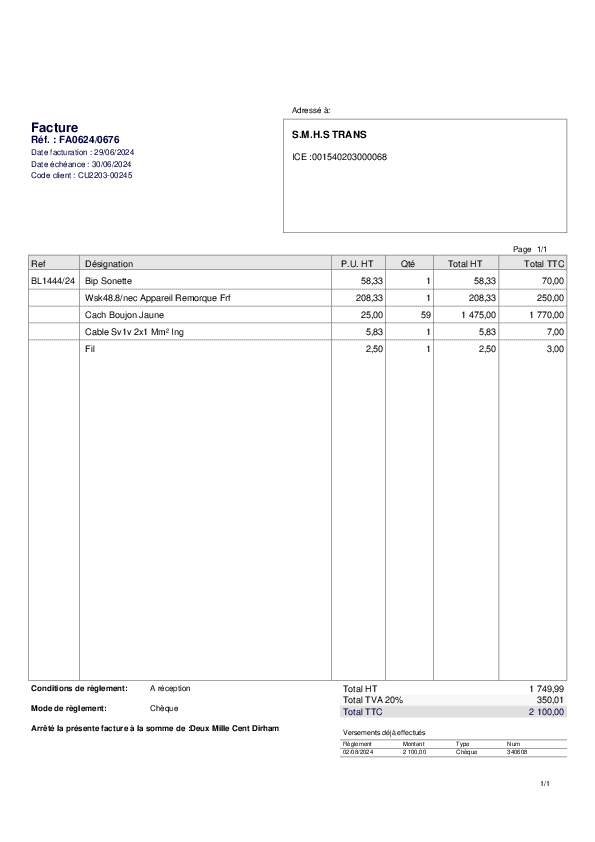 Adressé à:
Facture
Réf. : FA0624/0676
Date facturation : 29/06/2024
Date échéance : 30/06/2024
Code client : CU2203-00245
S.M.H.S TRANS
ICE :001540203000068
Page 1/1
Ref Désignation P.U. HT Qté Total HT Total TTC
BL1444/24 Bip Sonette 58,33 1 58,33 70,00
Wsk48.8/nec Appareil Remorque Frf 208,33 1 208,33 250,00
Cach Boujon Jaune 25,00 59 1 475,00 1 770,00
Cable Sv1v 2x1 Mm² Ing 5,83 1 5,83 7,00
Fil 2,50 1 2,50 3,00
Conditions de règlement: A réception
Mode de règlement: Chèque
Arrêté la présente facture à la somme de :Deux Mille Cent Dirham
Total HT 1 749,99
Total TVA 20% 350,01
Total TTC 2 100,00
Versements déjà effectués
Règlement Montant Type Num
02/08/2024 2 100,00 Chèque 340608
1/1